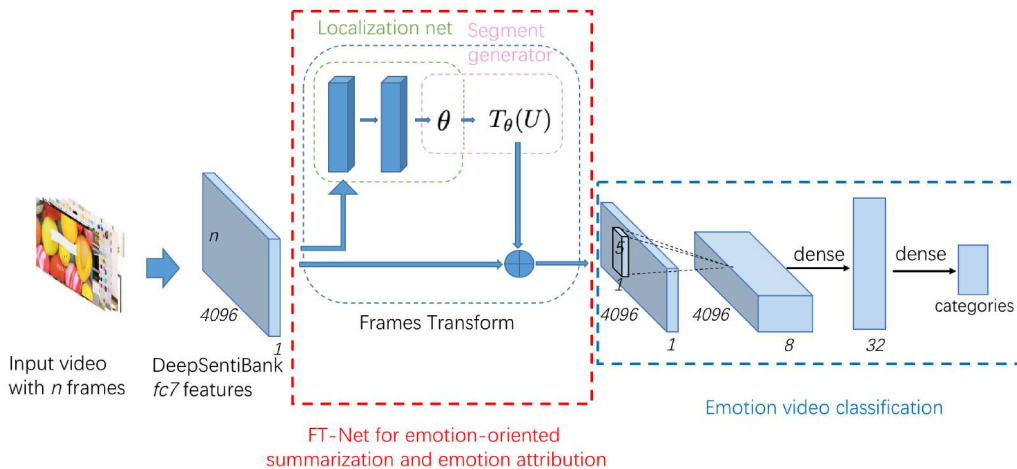 Localization net
Segment
generator
θ
T_θ(U)
n
4096
1
Frames Transform
5
1
4096
1
4096
8
dense
32
dense
categories
Input video
with n frames
DeepSentiBank
fc7 features
Emotion video classification
FT-Net for emotion-oriented
summarization and emotion attribution